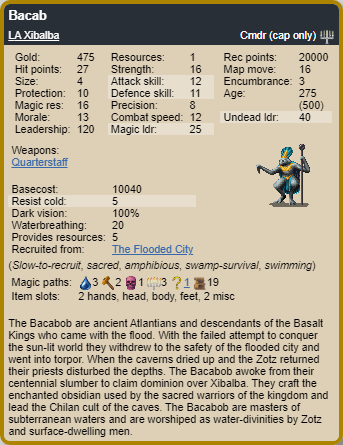 Bacab
LA Xibalba Cmdr (cap only)
Gold: 475 Resources: 1 Rec points: 20000
Hit points: 27 Strength: 16 Map move: 16
Size: 4 Attack skill: 12 Encumbrance: 3
Protection: 10 Defence skill: 11 Age: 275
Magic res: 16 Precision: 8 (500)
Morale: 13 Combat speed: 12 Undead ldr: 40
Leadership: 120 Magic ldr: 25
Weapons:
Quarterstaff
Basecost: 10040
Resist cold: 5
Dark vision: 100%
Waterbreathing: 20
Provides resources: 5
Recruited from: The Flooded City
(Slow-to-recruit, sacred, amphibious, swamp-survival, swimming)
Magic paths: 3 2 1 3 ? 1 19
Item slots: 2 hands, head, body, feet, 2 misc
The Bacabob are ancient Atlantians and descendants of the Basalt
Kings who came with the flood. With the failed attempt to conquer
the sun-lit world they withdrew to the safety of the flooded city and
went into torpor. When the caverns dried up and the Zotz returned
their priests disturbed the depths. The Bacabob awoke from their
centennial slumber to claim dominion over Xibalba. They craft the
enchanted obsidian used by the sacred warriors of the kingdom and
lead the Chilan cult of the caves. The Bacabob are masters of
subterranean waters and are worshiped as water-divinities by Zotz
and surface-dwelling men.